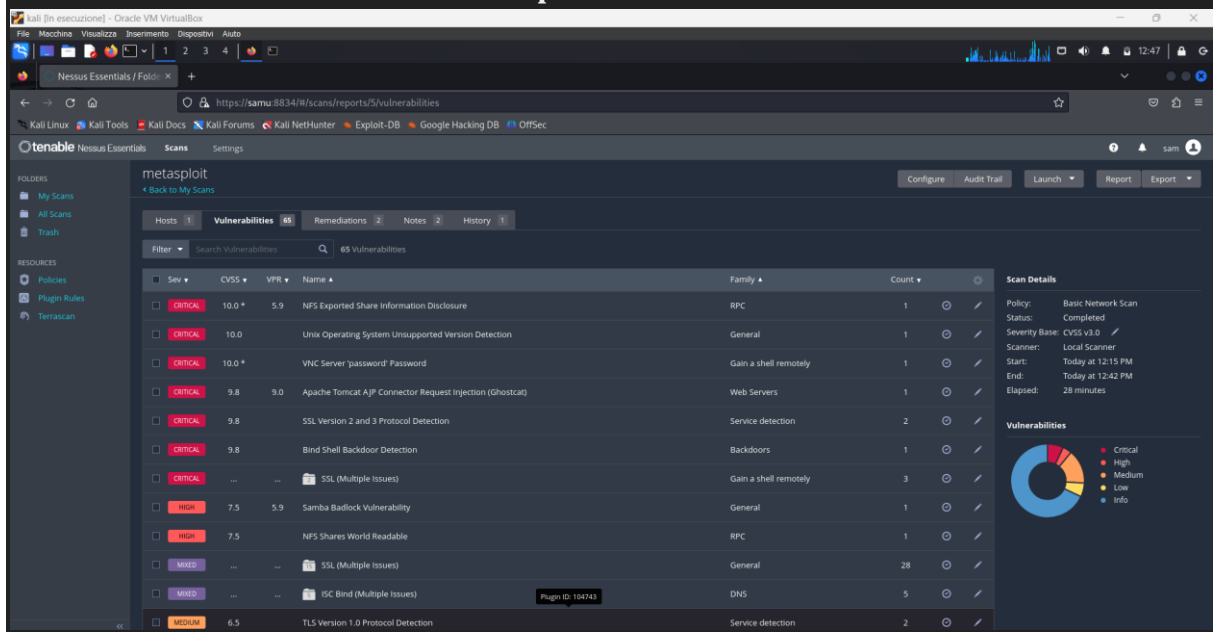 kali [In esecuzione] - Oracle VM VirtualBox
File Macchina Visualizza Inserimento Dispositivi Aiuto
1 2 3 4 12:47
Nessus Essentials / Folde
https://samu:8834/#/scans/reports/5/vulnerabilities
Kali Linux Kali Tools Kali Docs Kali Forums Kali NetHunter Exploit-DB Google Hacking DB OffSec
tenable Nessus Essentials Scans Settings sam
FOLDERS
My Scans
All Scans
Trash
RESOURCES
Policies
Plugin Rules
Terrascan
metasploit
Back to My Scans
Configure Audit Trail Launch Report Export
Hosts 1 Vulnerabilities 65 Remediations 2 Notes 2 History 1
Filter Search Vulnerabilities 65 Vulnerabilities
Sev CVSS VPR Name Family Count
CRITICAL 10.0 * 5.9 NFS Exported Share Information Disclosure RPC 1
CRITICAL 10.0 Unix Operating System Unsupported Version Detection General 1
CRITICAL 10.0 * VNC Server 'password' Password Gain a shell remotely 1
CRITICAL 9.8 9.0 Apache Tomcat AJP Connector Request Injection (Ghostcat) Web Servers 1
CRITICAL 9.8 SSL Version 2 and 3 Protocol Detection Service detection 2
CRITICAL 9.8 Bind Shell Backdoor Detection Backdoors 1
CRITICAL ... ... SSL (Multiple Issues) Gain a shell remotely 3
HIGH 7.5 5.9 Samba Badlock Vulnerability General 1
HIGH 7.5 NFS Shares World Readable RPC 1
MIXED ... ... SSL (Multiple Issues) General 28
MIXED ... ... ISC Bind (Multiple Issues) DNS 5
Plugin ID: 104743
MEDIUM 6.5 TLS Version 1.0 Protocol Detection Service detection 2
Scan Details
Policy: Basic Network Scan
Status: Completed
Severity Base: CVSS v3.0
Scanner: Local Scanner
Start: Today at 12:15 PM
End: Today at 12:42 PM
Elapsed: 28 minutes
Vulnerabilities
Critical
High
Medium
Low
Info